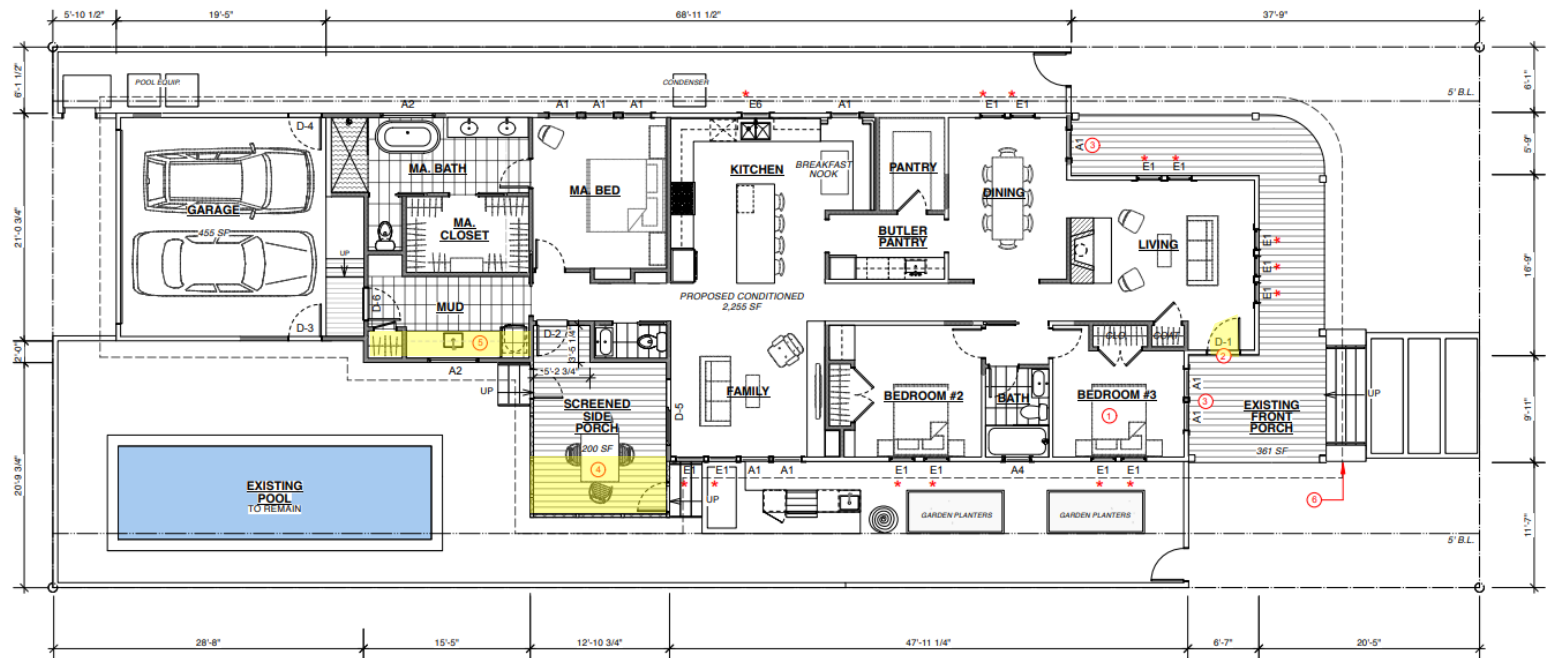 5'-10 1/2"
19'-5"
68'-11 1/2"
37'-9"
6'-1 1/2"
21'-0 3/4"
2'-0"
20'-9 3/4"
6'-1"
5'-9"
16'-9"
9'-11"
11'-7"
POOL EQUIP.
CONDENSER
5' B.L.
A2
A1
A1
A1
*
E6
A1
*
E1
*
E1
D-4
MA. BATH
MA. BED
KITCHEN
BREAKFAST
NOOK
PANTRY
DINING
A1
3
*
E1
*
E1
GARAGE
455 SF
MA.
CLOSET
BUTLER
PANTRY
LIVING
E1 *
*
E1 *
UP
D-6
MUD
PROPOSED CONDITIONED
2,255 SF
D-3
5
D-2
3'-5 1/4"
CLO
COAT
D-1
2
A2
5'-2 3/4"
UP
SCREENED
SIDE
PORCH
200 SF
4
D-5
FAMILY
BEDROOM #2
BATH
BEDROOM #3
1
A1
3
A1
EXISTING
FRONT
PORCH
361 SF
UP
EXISTING
POOL
TO REMAIN
E1
*
E1
*
A1
A1
E1
*
E1
*
A4
E1
*
E1
*
6
UP
GARDEN PLANTERS
GARDEN PLANTERS
5' B.L.
28'-8"
15'-5"
12'-10 3/4"
47'-11 1/4"
6'-7"
20'-5"